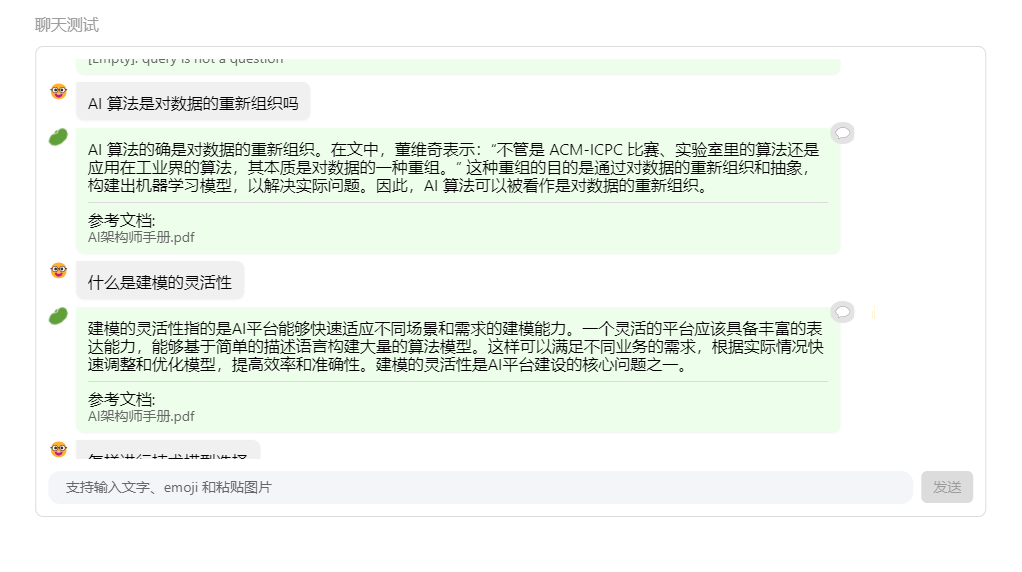 聊天测试
[Empty]: query is not a question
AI 算法是对数据的重新组织吗
AI 算法的确是对数据的重新组织。在文中，董维奇表示：“不管是 ACM-ICPC 比赛、实验室里的算法还是
应用在工业界的算法，其本质是对数据的一种重组。” 这种重组的目的是通过对数据的重新组织和抽象，
构建出机器学习模型，以解决实际问题。因此，AI 算法可以被看作是对数据的重新组织。
参考文档:
AI架构师手册.pdf
什么是建模的灵活性
建模的灵活性指的是AI平台能够快速适应不同场景和需求的建模能力。一个灵活的平台应该具备丰富的表
达能力，能够基于简单的描述语言构建大量的算法模型。这样可以满足不同业务的需求，根据实际情况快
速调整和优化模型，提高效率和准确性。建模的灵活性是AI平台建设的核心问题之一。
参考文档:
AI架构师手册.pdf
怎样进行技术模型选择
支持输入文字、emoji 和粘贴图片
发送